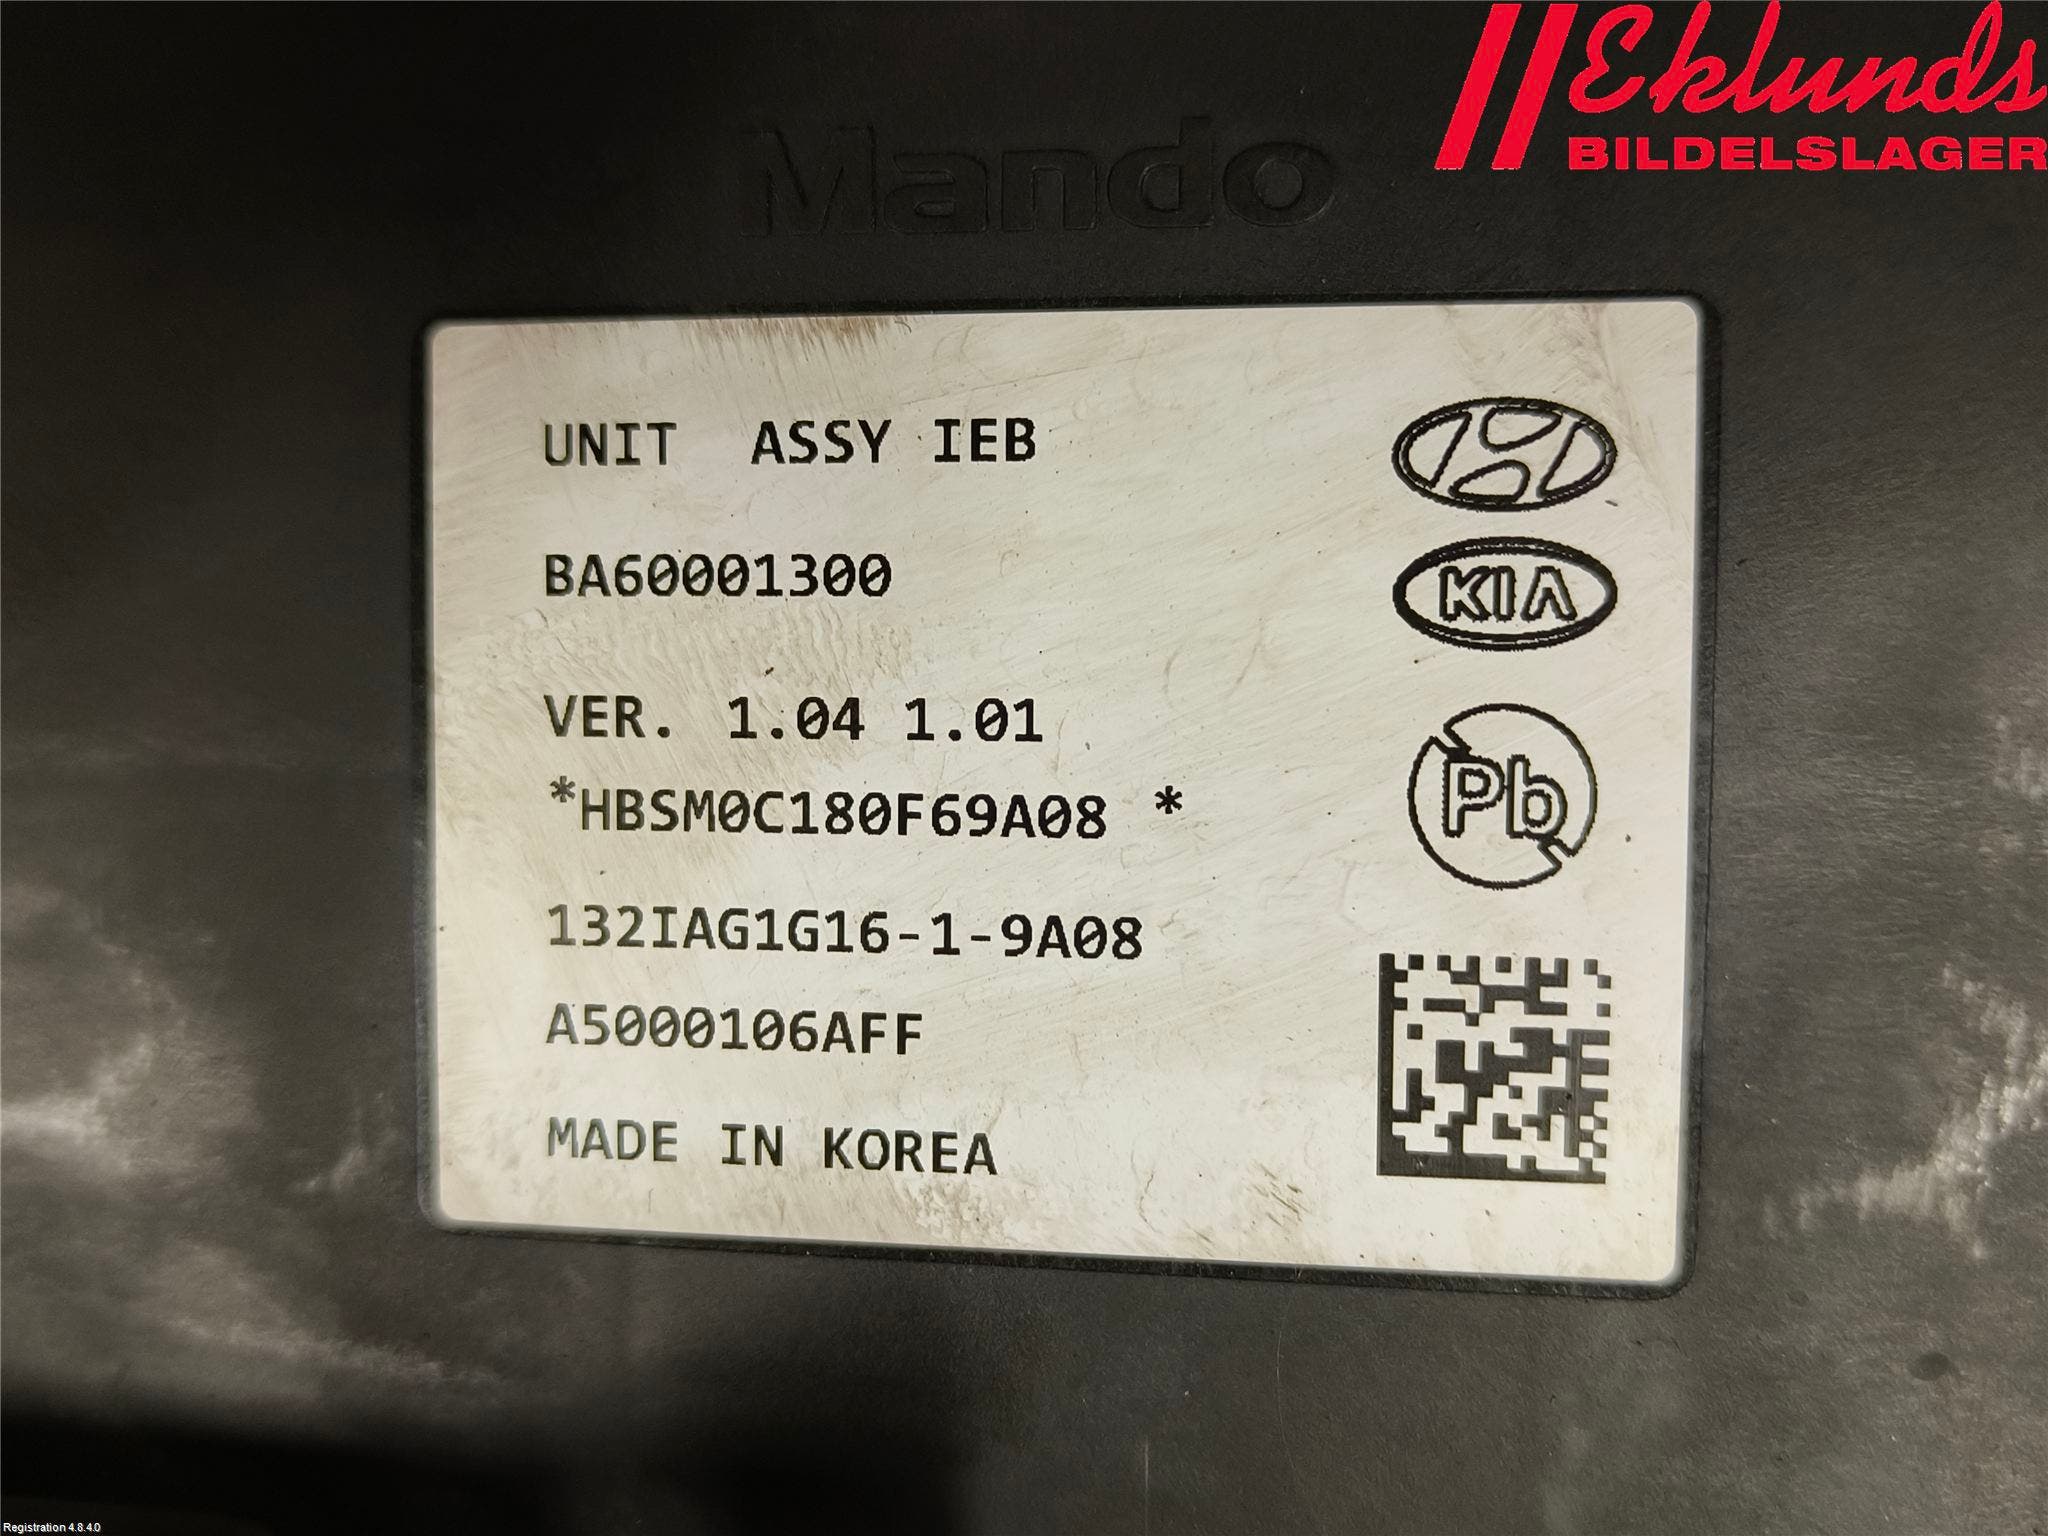 Eklunds
BILDELSLAGER
Mando
UNIT ASSY IEB
BA60001300
VER. 1.04 1.01
*HBSM0C180F69A08 *
132IAG1G16-1-9A08
A5000106AFF
MADE IN KOREA
KIA
Pb
Registration 4.8.4.0